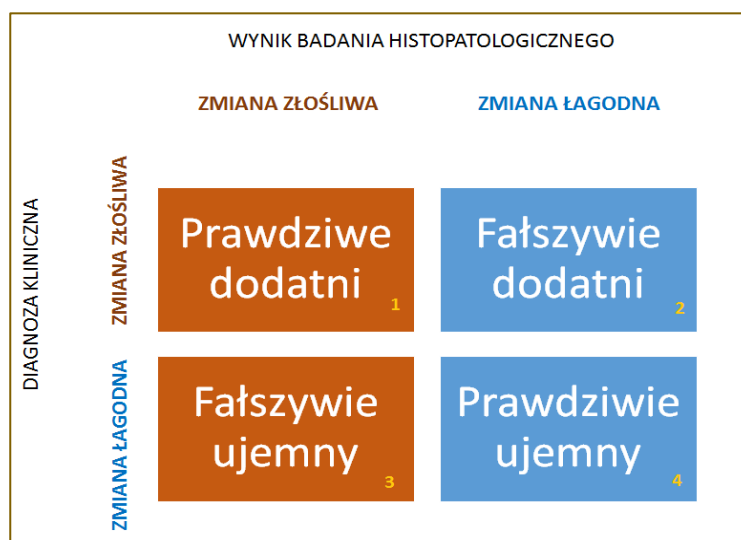 WYNIK BADANIA HISTOPATOLOGICZNEGO
ZMIANA ZŁOŚLIWA
ZMIANA ŁAGODNA
DIAGNOZA KLINICZNA
ZMIANA ZŁOŚLIWA
Prawdziwe
dodatni
1
Fałszywie
dodatni
2
ZMIANA ŁAGODNA
Fałszywie
ujemny
3
Prawdziwie
ujemny
4